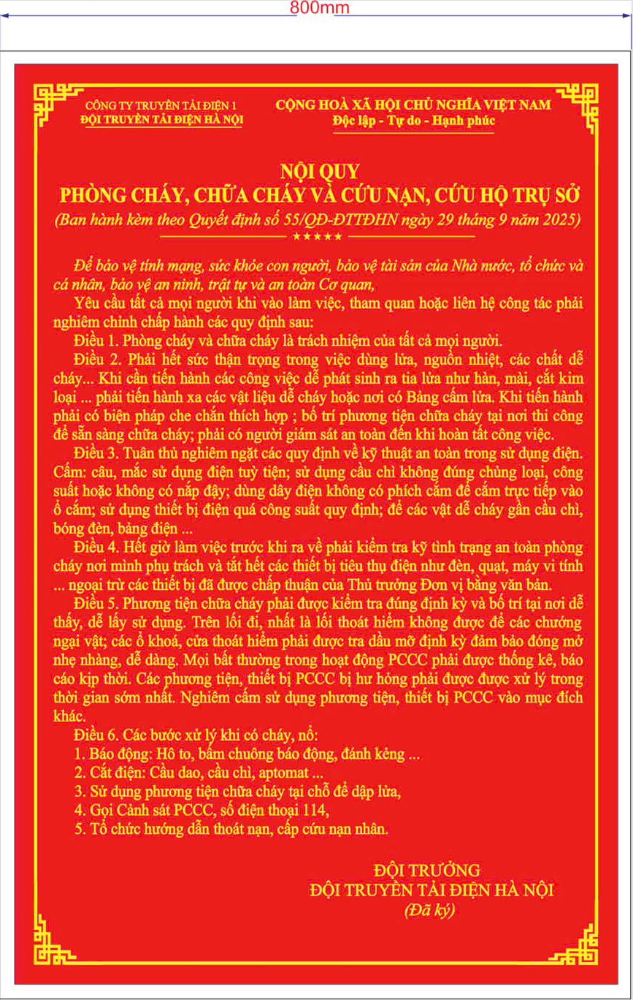 800mm
CÔNG TY TRUYỀN TẢI ĐIỆN 1
ĐỘI TRUYỀN TẢI ĐIỆN HÀ NỘI
CỘNG HOÀ XÃ HỘI CHỦ NGHĨA VIỆT NAM
Độc lập - Tự do - Hạnh phúc
NỘI QUY
PHÒNG CHÁY, CHỮA CHÁY VÀ CỨU NẠN, CỨU HỘ TRỤ SỞ
(Ban hành kèm theo Quyết định số 55/QĐ-ĐTTĐHN ngày 29 tháng 9 năm 2025)
Để bảo vệ tính mạng, sức khỏe con người, bảo vệ tài sản của Nhà nước, tổ chức và
cá nhân, bảo vệ an ninh, trật tự và an toàn Cơ quan,
Yêu cầu tất cả mọi người khi vào làm việc, tham quan hoặc liên hệ công tác phải
nghiêm chỉnh chấp hành các quy định sau:
Điều 1. Phòng cháy và chữa cháy là trách nhiệm của tất cả mọi người.
Điều 2. Phải hết sức thận trọng trong việc dùng lửa, nguồn nhiệt, các chất dễ
cháy... Khi cần tiến hành các công việc dễ phát sinh ra tia lửa như hàn, mài, cắt kim
loại ... phải tiến hành xa các vật liệu dễ cháy hoặc nơi có Bảng cấm lửa. Khi tiến hành
phải có biện pháp che chắn thích hợp ; bố trí phương tiện chữa cháy tại nơi thi công
để sẵn sàng chữa cháy; phải có người giám sát an toàn đến khi hoàn tất công việc.
Điều 3. Tuân thủ nghiêm ngặt các quy định về kỹ thuật an toàn trong sử dụng điện.
Cấm: câu, mắc sử dụng điện tuỳ tiện; sử dụng cầu chì không đúng chủng loại, công
suất hoặc không có nắp đậy; dùng dây điện không có phích cắm để cắm trực tiếp vào
ổ cắm; sử dụng thiết bị điện quá công suất quy định; để các vật dễ cháy gần cầu chì,
bóng đèn, bảng điện ...
Điều 4. Hết giờ làm việc trước khi ra về phải kiểm tra kỹ tình trạng an toàn phòng
cháy nơi mình phụ trách và tắt hết các thiết bị tiêu thụ điện như đèn, quạt, máy vi tính
... ngoại trừ các thiết bị đã được chấp thuận của Thủ trưởng Đơn vị bằng văn bản.
Điều 5. Phương tiện chữa cháy phải được kiểm tra đúng định kỳ và bố trí tại nơi dễ
thấy, dễ lấy sử dụng. Trên lối đi, nhất là lối thoát hiểm không được để các chướng
ngại vật; các ổ khoá, cửa thoát hiểm phải được tra dầu mỡ định kỳ đảm bảo đóng mở
nhẹ nhàng, dễ dàng. Mọi bất thường trong hoạt động PCCC phải được thống kê, báo
cáo kịp thời. Các phương tiện, thiết bị PCCC bị hư hỏng phải được được xử lý trong
thời gian sớm nhất. Nghiêm cấm sử dụng phương tiện, thiết bị PCCC vào mục đích
khác.
Điều 6. Các bước xử lý khi có cháy, nổ:
1. Báo động: Hô to, bấm chuông báo động, đánh kẻng ...
2. Cắt điện: Cầu dao, cầu chì, aptomat ...
3. Sử dụng phương tiện chữa cháy tại chỗ để dập lửa,
4. Gọi Cảnh sát PCCC, số điện thoại 114,
5. Tổ chức hướng dẫn thoát nạn, cấp cứu nạn nhân.
ĐỘI TRƯỞNG
ĐỘI TRUYỀN TẢI ĐIỆN HÀ NỘI
(Đã ký)